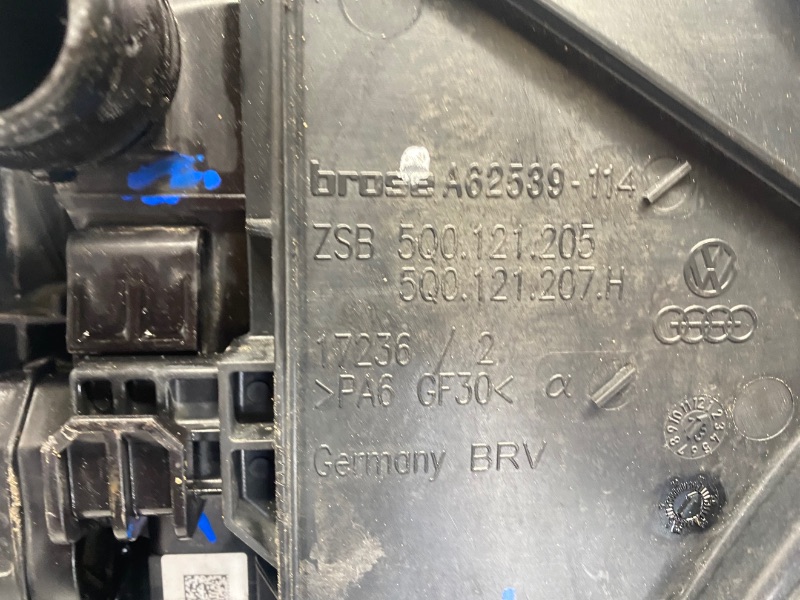 brose A62539-114
ZSB 5Q0.121.205
5Q0.121.207.H
17236 / 2
>PA6 GF30< α
Germany BRV